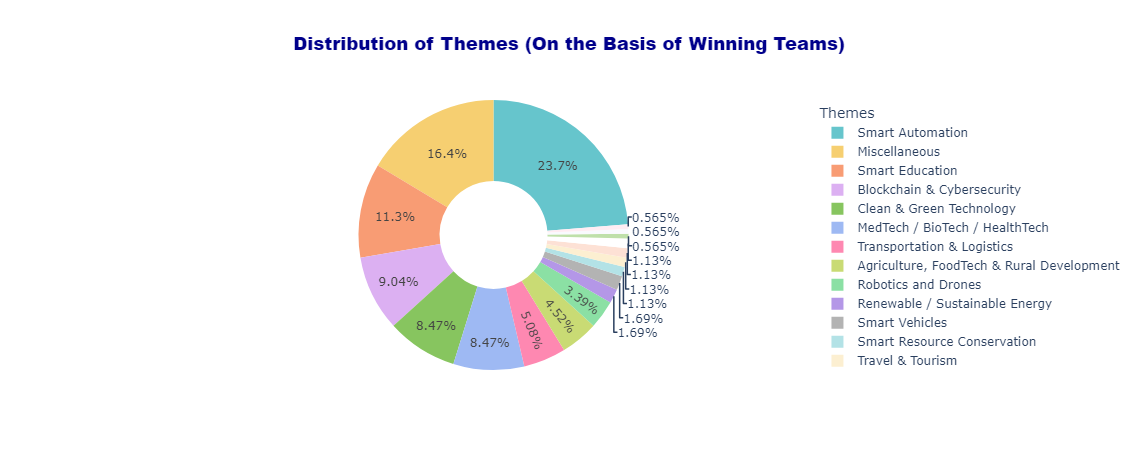 Distribution of Themes (On the Basis of Winning Teams)
Themes
Smart Automation
Miscellaneous
Smart Education
Blockchain & Cybersecurity
Clean & Green Technology
MedTech / BioTech / HealthTech
Transportation & Logistics
Agriculture, FoodTech & Rural Development
Robotics and Drones
Renewable / Sustainable Energy
Smart Vehicles
Smart Resource Conservation
Travel & Tourism
23.7%
16.4%
11.3%
9.04%
8.47%
8.47%
5.08%
4.52%
3.39%
1.69%
1.69%
1.13%
1.13%
1.13%
1.13%
0.565%
0.565%
0.565%